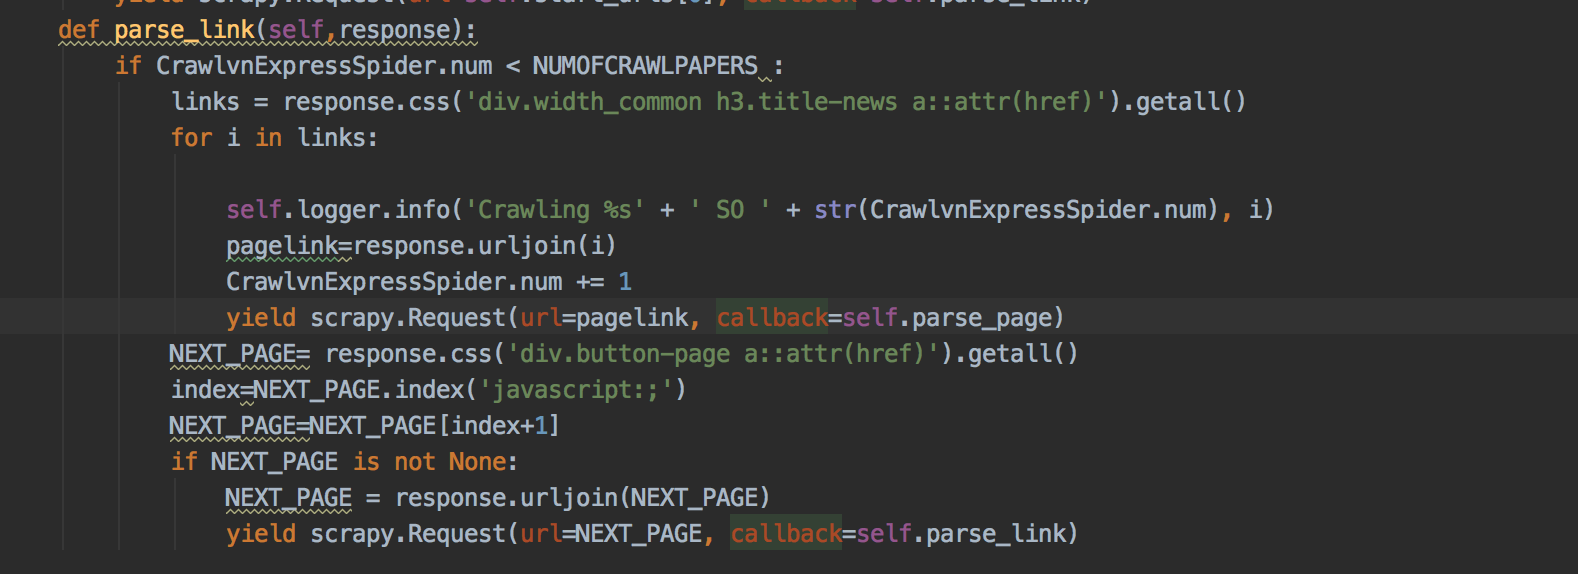 yield scrapy.Request(url=self.start_urls[0], callback=self.parse_link)
def parse_link(self,response):
if CrawlvnExpressSpider.num < NUMOFCRAWLPAPERS :
links = response.css('div.width_common h3.title-news a::attr(href)').getall()
for i in links:
self.logger.info('Crawling %s' + ' SO ' + str(CrawlvnExpressSpider.num), i)
pagelink=response.urljoin(i)
CrawlvnExpressSpider.num += 1
yield scrapy.Request(url=pagelink, callback=self.parse_page)
NEXT_PAGE= response.css('div.button-page a::attr(href)').getall()
index=NEXT_PAGE.index('javascript:;')
NEXT_PAGE=NEXT_PAGE[index+1]
if NEXT_PAGE is not None:
NEXT_PAGE = response.urljoin(NEXT_PAGE)
yield scrapy.Request(url=NEXT_PAGE, callback=self.parse_link)